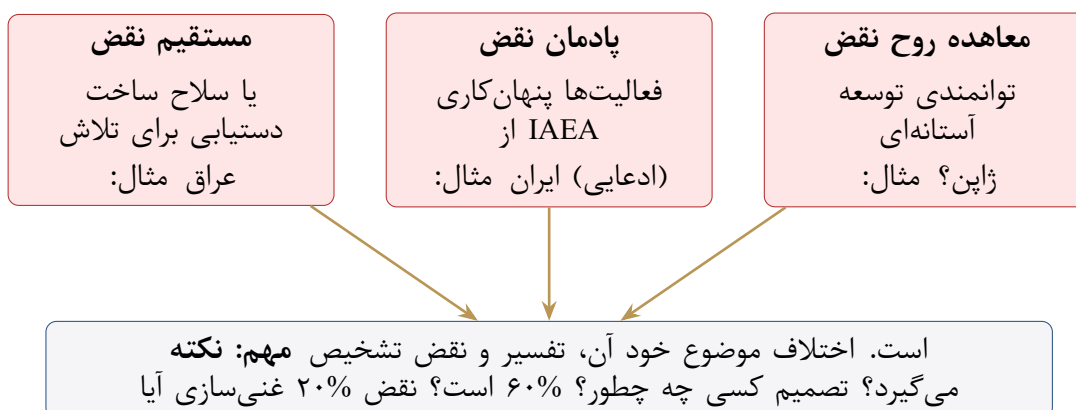 معاهده روح نقض
توانمندی توسعه
آستانه‌ای
ژاپن؟ مثال:
پادمان نقض
فعالیت‌ها پنهان‌کاری
IAEA از
(ادعایی) ایران مثال:
مستقیم نقض
یا سلاح ساخت
دستیابی برای تلاش
عراق مثال:
است. اختلاف موضوع خود آن، تفسیر و نقض تشخیص مهم: نکته
می‌گیرد؟ تصمیم کسی چه چطور؟ ۶۰% است؟ نقض ۲۰% غنی‌سازی آیا